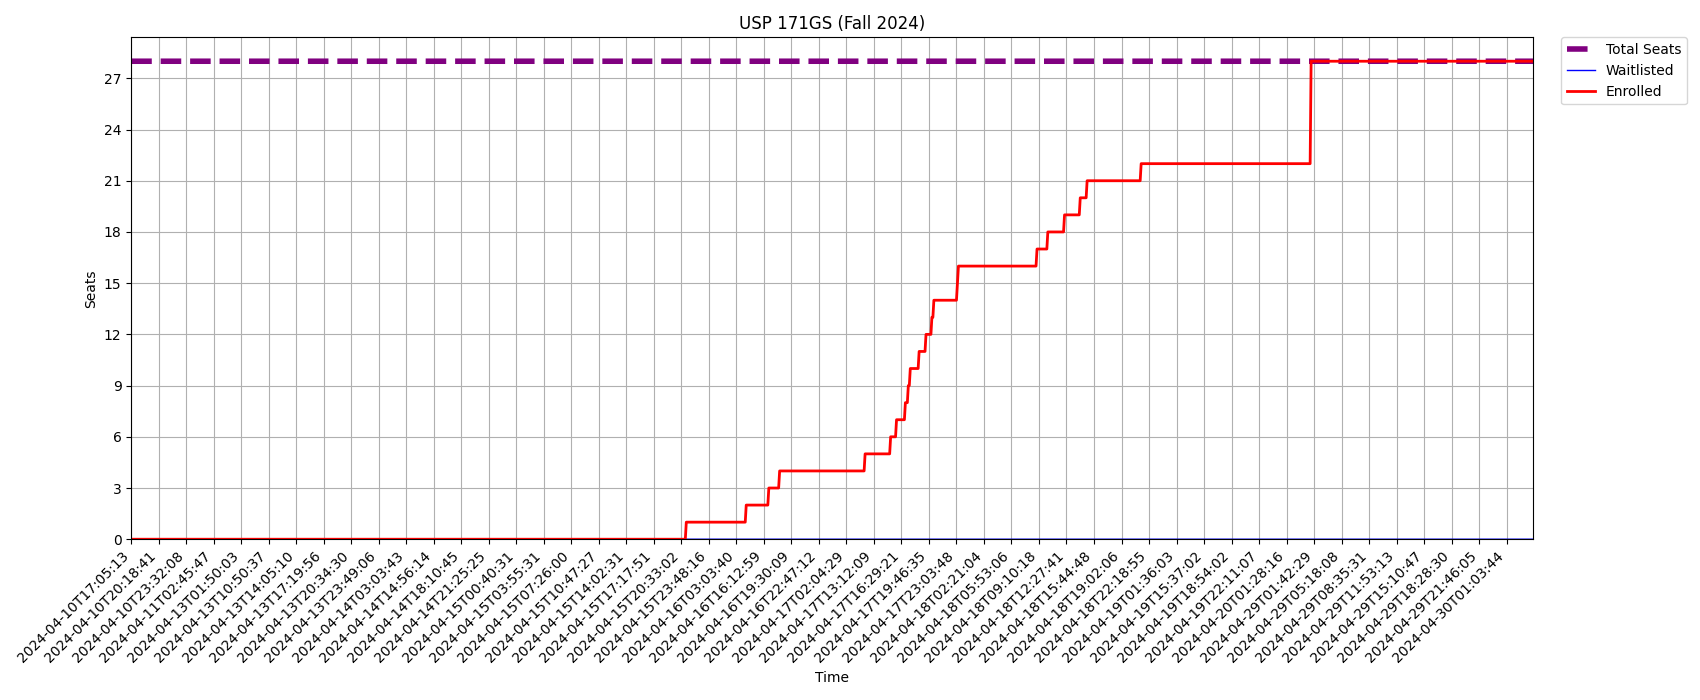 USP 171GS (Fall 2024)
Total Seats
Waitlisted
Enrolled
27
24
21
18
15
12
9
6
3
0
Seats
2024-04-10T17:05:13
2024-04-10T20:18:41
2024-04-10T23:32:08
2024-04-11T02:45:47
2024-04-13T01:50:03
2024-04-13T10:50:37
2024-04-13T14:05:10
2024-04-13T17:19:56
2024-04-13T20:34:30
2024-04-13T23:49:06
2024-04-14T03:03:43
2024-04-14T14:56:14
2024-04-14T18:10:45
2024-04-14T21:25:25
2024-04-15T00:40:31
2024-04-15T03:55:31
2024-04-15T07:26:00
2024-04-15T10:47:27
2024-04-15T14:02:31
2024-04-15T17:17:51
2024-04-15T20:33:02
2024-04-15T23:48:16
2024-04-16T03:03:40
2024-04-16T16:12:59
2024-04-16T19:30:09
2024-04-16T22:47:12
2024-04-17T02:04:29
2024-04-17T13:12:09
2024-04-17T16:29:21
2024-04-17T19:46:35
2024-04-17T23:03:48
2024-04-18T02:21:04
2024-04-18T05:53:06
2024-04-18T09:10:18
2024-04-18T12:27:41
2024-04-18T15:44:48
2024-04-18T19:02:06
2024-04-18T22:18:55
2024-04-19T01:36:03
2024-04-19T15:37:02
2024-04-19T18:54:02
2024-04-19T22:11:07
2024-04-20T01:28:16
2024-04-29T01:42:29
2024-04-29T05:18:08
2024-04-29T08:35:31
2024-04-29T11:53:13
2024-04-29T15:10:47
2024-04-29T18:28:30
2024-04-29T21:46:05
2024-04-30T01:03:44
Time